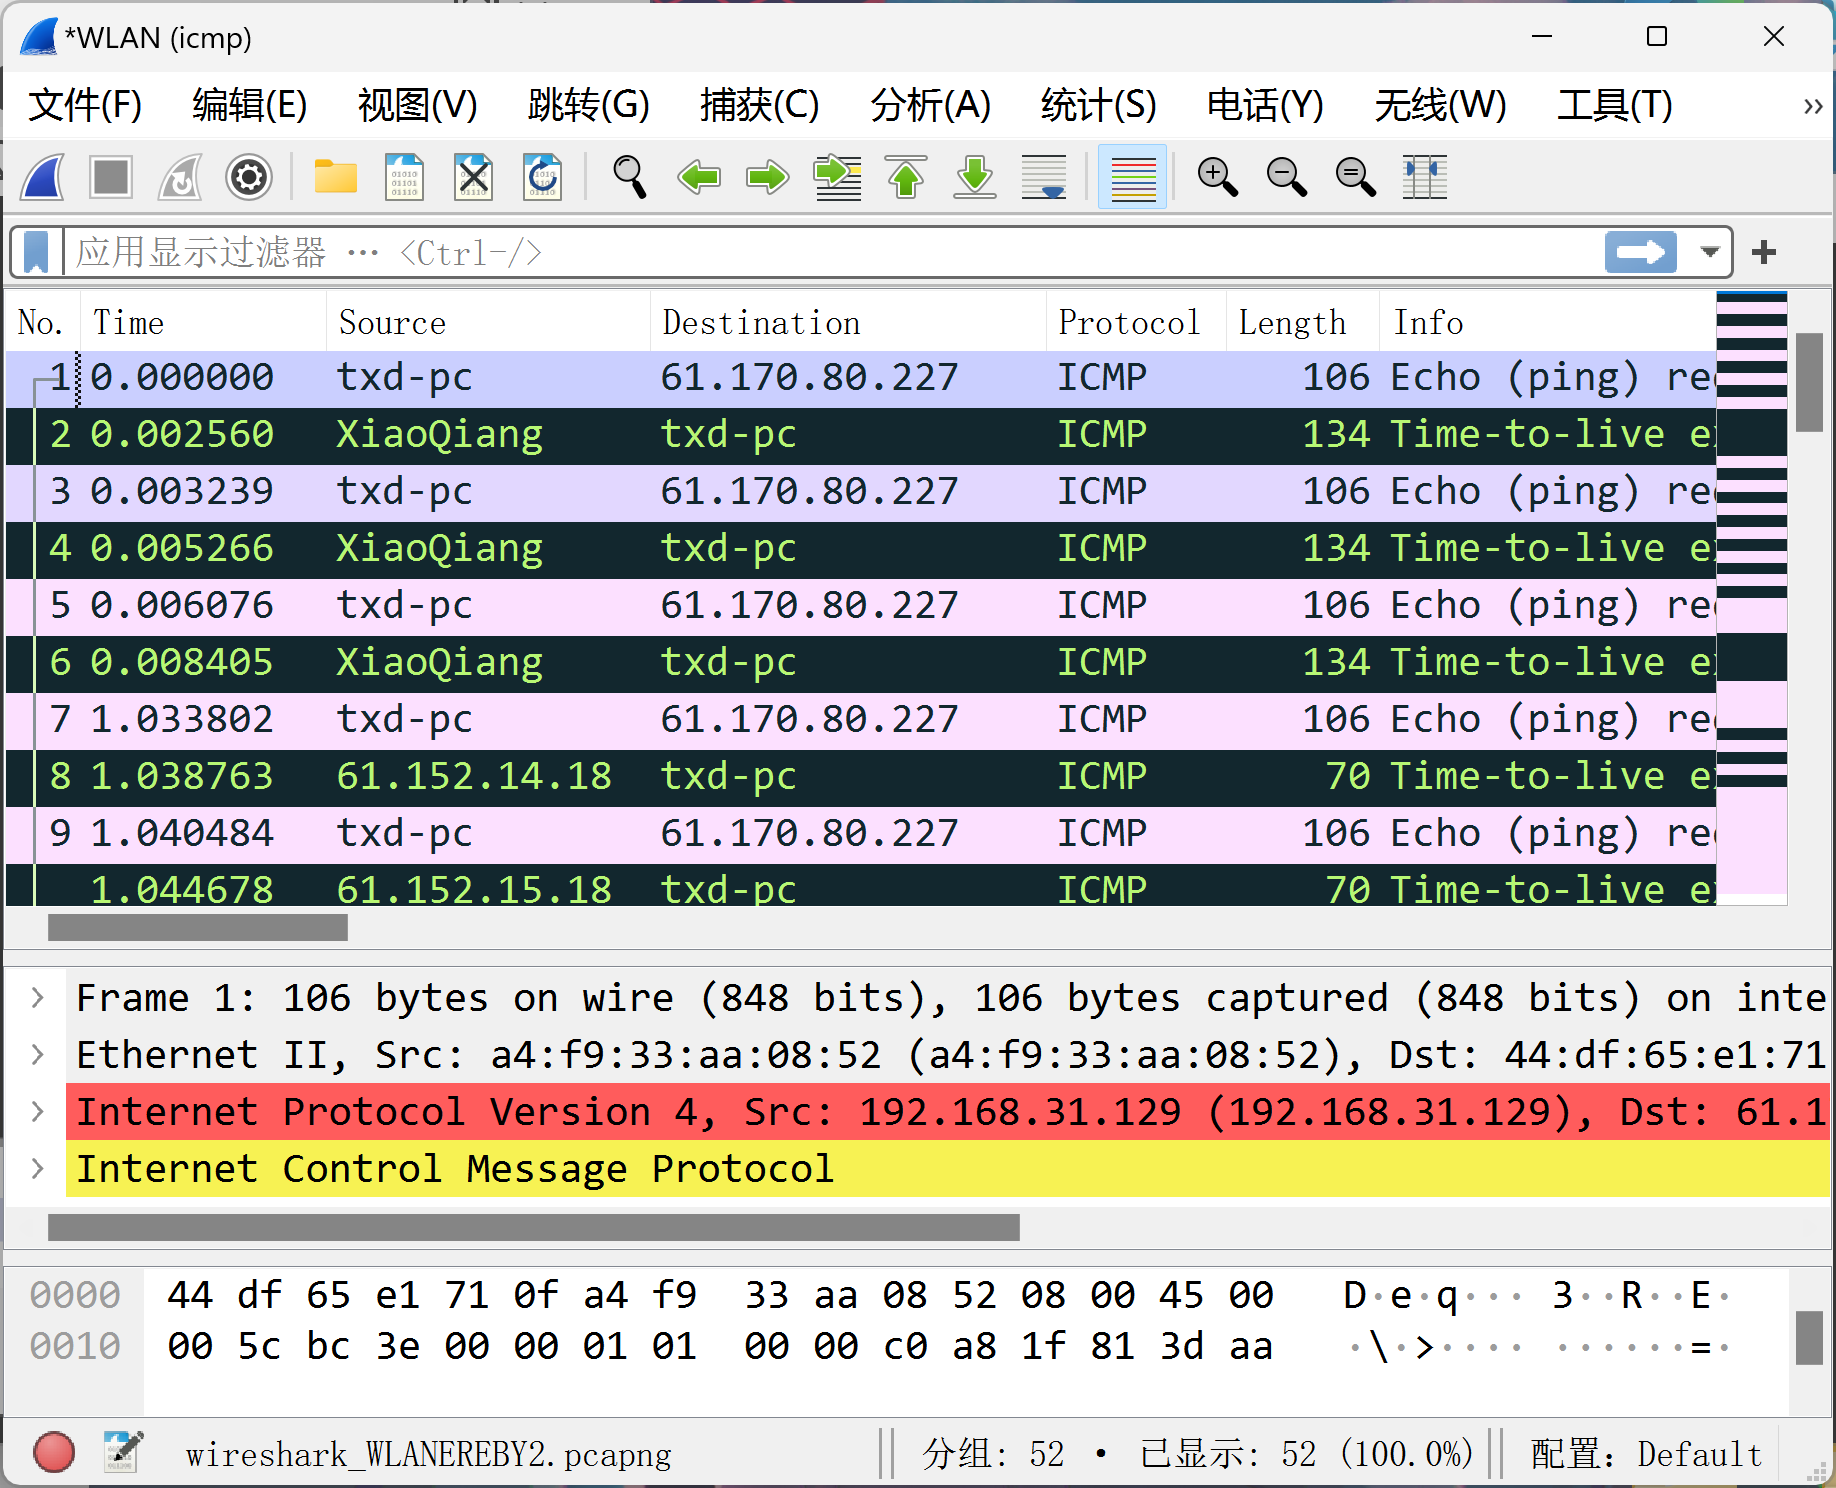 *WLAN (icmp)
文件(F) 编辑(E) 视图(V) 跳转(G) 捕获(C) 分析(A) 统计(S) 电话(Y) 无线(W) 工具(T) »
应用显示过滤器 … <Ctrl-/>
No. Time Source Destination Protocol Length Info
1 0.000000 txd-pc 61.170.80.227 ICMP 106 Echo (ping)
2 0.002560 XiaoQiang txd-pc ICMP 134 Time-to-live
3 0.003239 txd-pc 61.170.80.227 ICMP 106 Echo (ping)
4 0.005266 XiaoQiang txd-pc ICMP 134 Time-to-live
5 0.006076 txd-pc 61.170.80.227 ICMP 106 Echo (ping)
6 0.008405 XiaoQiang txd-pc ICMP 134 Time-to-live
7 1.033802 txd-pc 61.170.80.227 ICMP 106 Echo (ping)
8 1.038763 61.152.14.18 txd-pc ICMP 70 Time-to-live
9 1.040484 txd-pc 61.170.80.227 ICMP 106 Echo (ping)
1.044678 61.152.15.18 txd-pc ICMP 70 Time-to-live
Frame 1: 106 bytes on wire (848 bits), 106 bytes captured (848 bits) on inte
Ethernet II, Src: a4:f9:33:aa:08:52 (a4:f9:33:aa:08:52), Dst: 44:df:65:e1:71
Internet Protocol Version 4, Src: 192.168.31.129 (192.168.31.129), Dst: 61.1
Internet Control Message Protocol
0000 44 df 65 e1 71 0f a4 f9 33 aa 08 52 08 00 45 00 D·e·q··· 3··R··E·
0010 00 5c bc 3e 00 00 01 01 00 00 c0 a8 1f 81 3d aa ·\·>···· ······=·
wireshark_WLANEREBY2.pcapng 分组: 52 · 已显示: 52 (100.0%) 配置: Default